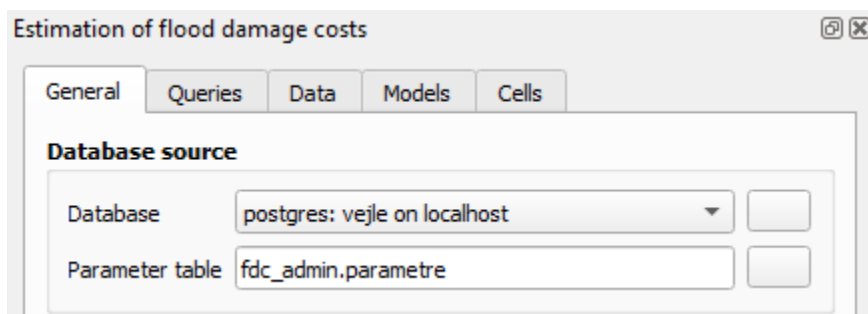 Estimation of flood damage costs
General Queries Data Models Cells
Database source
Database postgres: vejle on localhost
Parameter table fdc_admin.parametre